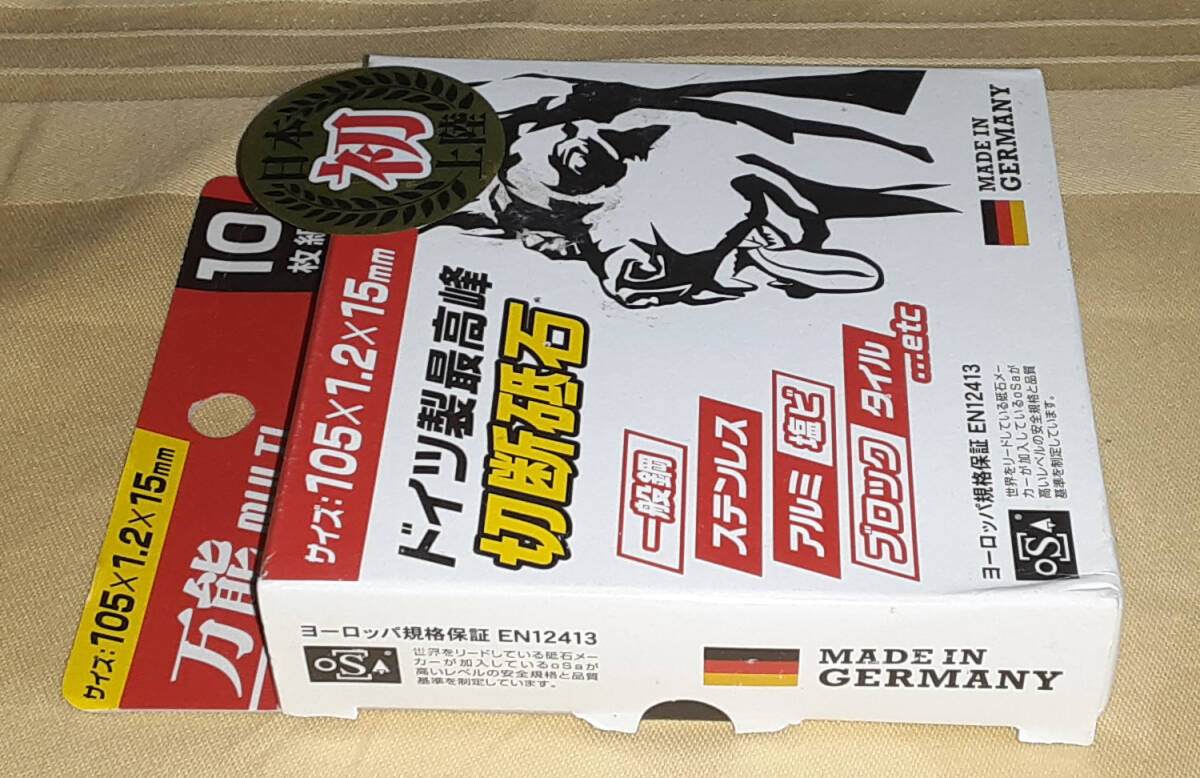 サイズ:105×1.2×15mm
万能 MULTI
10
枚組
日本
初
上陸
サイズ:105×1.2×15mm
ドイツ製最高峰
切断砥石
一般鋼
ステンレス
アルミ 塩ビ
ブロック タイル
...etc
MADE IN
GERMANY
ヨーロッパ規格保証 EN12413
oSa
世界をリードしている砥石メー
カーが加入しているoSaが
高いレベルの安全規格と品質
基準を制定しています。
ヨーロッパ規格保証 EN12413
oSa
世界をリードしている砥石メー
カーが加入しているoSaが
高いレベルの安全規格と品質
基準を制定しています。
MADE IN
GERMANY